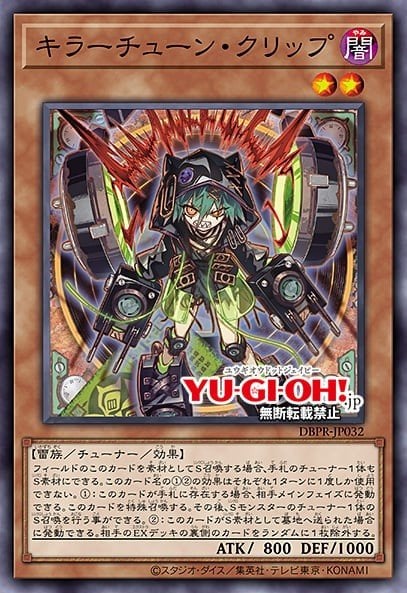 キラーチューン・クリップ
やみ
闇
ユウギオウドットジェイピー
YU-GI-OH!.jp
無断転載禁止
DBPR-JP032
【雷族/チューナー/効果】
フィールドのこのカードを素材としてS召喚する場合、手札のチューナー1体も
S素材にできる。このカード名の①②の効果はそれぞれ1ターンに1度しか使用
できない。①:このカードが手札に存在する場合、相手メインフェイズに発動
できる。このカードを特殊召喚する。その後、Sモンスターのチューナー1体の
S召喚を行う事ができる。②:このカードがS素材として墓地へ送られた場合
に発動できる。相手のEXデッキの裏側のカードをランダムに1枚除外する。
ATK/ 800 DEF/1000
©スタジオ・ダイス/集英社・テレビ東京・KONAMI